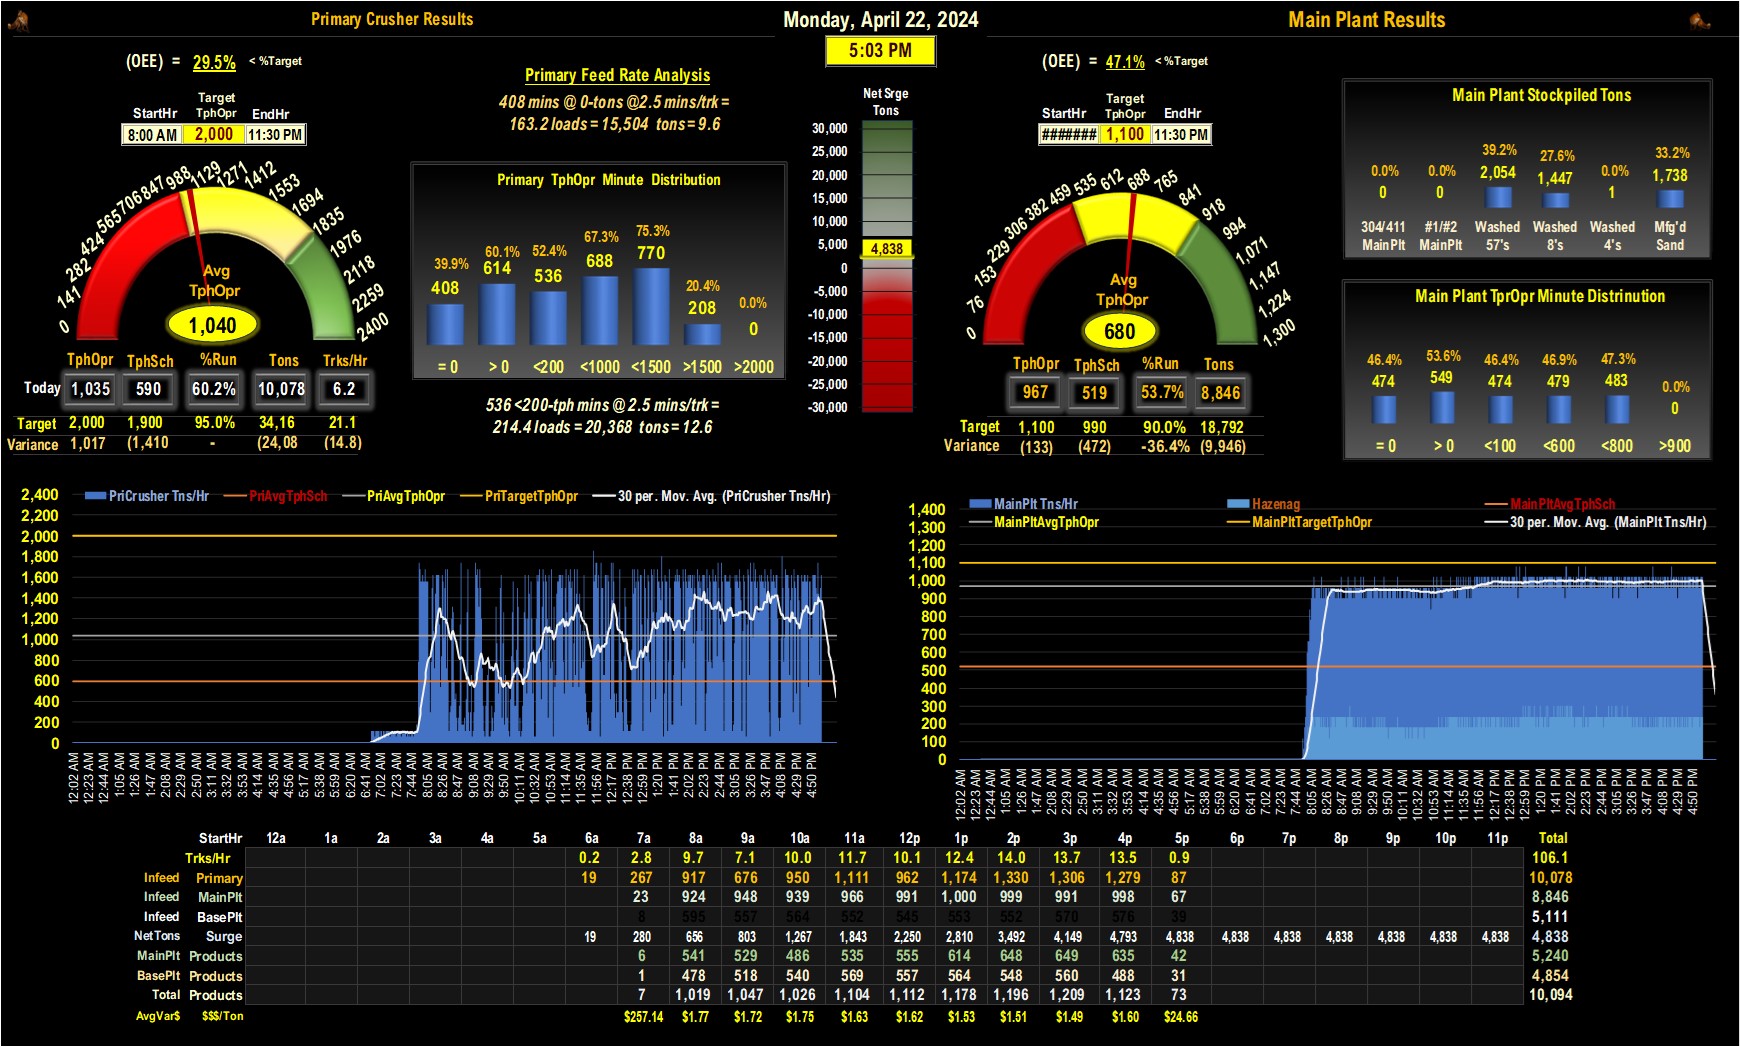 Primary Crusher Results
Monday, April 22, 2024
Main Plant Results
5:03 PM
(OEE) = 29.5% < %Target
StartHr Target TphOpr EndHr
8:00 AM 2,000 11:30 PM
0 141 282 424 565 706 847 988 1129 1271 1412 1553 1694 1835 1976 2118 2259 2400
Avg
TphOpr
1,040
TphOpr TphSch %Run Tons Trks/Hr
Today 1,035 590 60.2% 10,078 6.2
Target 2,000 1,900 95.0% 34,16 21.1
Variance 1,017 (1,410 - (24,08 (14.8)
Primary Feed Rate Analysis
408 mins @ 0-tons @2.5 mins/trk =
163.2 loads = 15,504 tons = 9.6
Primary TphOpr Minute Distribution
39.9% 60.1% 52.4% 67.3% 75.3% 20.4% 0.0%
408 614 536 688 770 208 0
= 0 > 0 <200 <1000 <1500 >1500 >2000
536 <200-tph mins @ 2.5 mins/trk =
214.4 loads = 20,368 tons = 12.6
Net Srge
Tons
30,000
25,000
20,000
15,000
10,000
5,000
4,838
0
-5,000
-10,000
-15,000
-20,000
-25,000
-30,000
(OEE) = 47.1% < %Target
StartHr Target TphOpr EndHr
####### 1,100 11:30 PM
0 76 153 229 306 382 459 535 612 688 765 841 918 994 1,071 1,147 1,224 1,300
Avg
TphOpr
680
TphOpr TphSch %Run Tons
967 519 53.7% 8,846
Target 1,100 990 90.0% 18,792
Variance (133) (472) -36.4% (9,946)
Main Plant Stockpiled Tons
0.0% 0.0% 39.2% 27.6% 0.0% 33.2%
0 0 2,054 1,447 1 1,738
304/411 #1/#2 Washed Washed Washed Mfg'd
MainPlt MainPlt 57's 8's 4's Sand
Main Plant TprOpr Minute Distrinution
46.4% 53.6% 46.4% 46.9% 47.3% 0.0%
474 549 474 479 483 0
= 0 > 0 <100 <600 <800 >900
PriCrusher Tns/Hr PriAvgTphSch PriAvgTphOpr PriTargetTphOpr 30 per. Mov. Avg. (PriCrusher Tns/Hr)
2,400
2,200
2,000
1,800
1,600
1,400
1,200
1,000
800
600
400
200
0
12:02 AM 12:23 AM 12:44 AM 1:05 AM 1:26 AM 1:47 AM 2:08 AM 2:29 AM 2:50 AM 3:11 AM 3:32 AM 3:53 AM 4:14 AM 4:35 AM 4:56 AM 5:17 AM 5:38 AM 5:59 AM 6:20 AM 6:41 AM 7:02 AM 7:23 AM 7:44 AM 8:05 AM 8:26 AM 8:47 AM 9:08 AM 9:29 AM 9:50 AM 10:11 AM 10:32 AM 10:53 AM 11:14 AM 11:35 AM 11:56 AM 12:17 PM 12:38 PM 12:59 PM 1:20 PM 1:41 PM 2:02 PM 2:23 PM 2:44 PM 3:05 PM 3:26 PM 3:47 PM 4:08 PM 4:29 PM 4:50 PM
MainPlt Tns/Hr Hazenag MainPltAvgTphSch
MainPltAvgTphOpr MainPltTargetTphOpr 30 per. Mov. Avg. (MainPlt Tns/Hr)
1,400
1,300
1,200
1,100
1,000
900
800
700
600
500
400
300
200
100
0
12:02 AM 12:23 AM 12:44 AM 1:05 AM 1:26 AM 1:47 AM 2:08 AM 2:29 AM 2:50 AM 3:11 AM 3:32 AM 3:53 AM 4:14 AM 4:35 AM 4:56 AM 5:17 AM 5:38 AM 5:59 AM 6:20 AM 6:41 AM 7:02 AM 7:23 AM 7:44 AM 8:05 AM 8:26 AM 8:47 AM 9:08 AM 9:29 AM 9:50 AM 10:11 AM 10:32 AM 10:53 AM 11:14 AM 11:35 AM 11:56 AM 12:17 PM 12:38 PM 12:59 PM 1:20 PM 1:41 PM 2:02 PM 2:23 PM 2:44 PM 3:05 PM 3:26 PM 3:47 PM 4:08 PM 4:29 PM 4:50 PM
StartHr 12a 1a 2a 3a 4a 5a 6a 7a 8a 9a 10a 11a 12p 1p 2p 3p 4p 5p 6p 7p 8p 9p 10p 11p Total
Trks/Hr 0.2 2.8 9.7 7.1 10.0 11.7 10.1 12.4 14.0 13.7 13.5 0.9 106.1
Infeed Primary 19 267 917 676 950 1,111 962 1,174 1,330 1,306 1,279 87 10,078
Infeed MainPlt 23 924 948 939 966 991 1,000 999 991 998 67 8,846
Infeed BasePlt 8 595 557 564 552 545 553 552 570 576 39 5,111
NetTons Surge 19 280 656 803 1,267 1,843 2,250 2,810 3,492 4,149 4,793 4,838 4,838 4,838 4,838 4,838 4,838 4,838 4,838
MainPlt Products 6 541 529 486 535 555 614 648 649 635 42 5,240
BasePlt Products 1 478 518 540 569 557 564 548 560 488 31 4,854
Total Products 7 1,019 1,047 1,026 1,104 1,112 1,178 1,196 1,209 1,123 73 10,094
AvgVar$ $$$/Ton $257.14 $1.77 $1.72 $1.75 $1.63 $1.62 $1.53 $1.51 $1.49 $1.60 $24.66